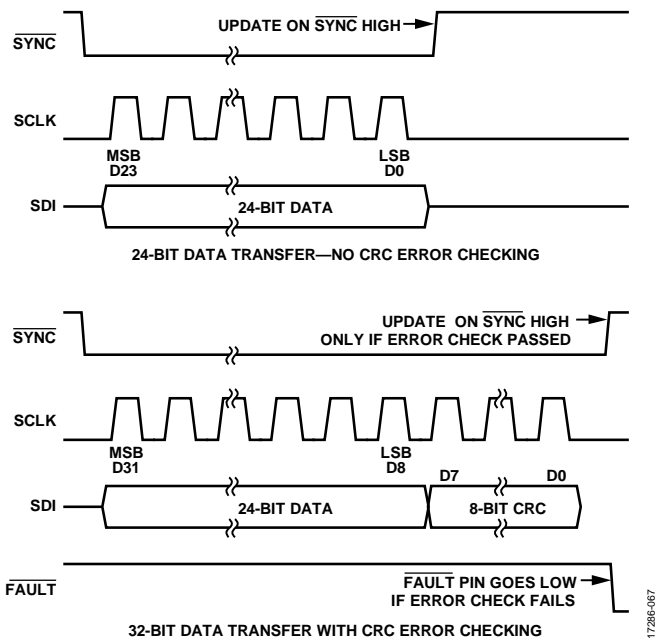 UPDATE ON SYNC HIGH
SYNC
SCLK
MSB
D23
LSB
D0
SDI
24-BIT DATA
24-BIT DATA TRANSFER—NO CRC ERROR CHECKING
SYNC
UPDATE ON SYNC HIGH
ONLY IF ERROR CHECK PASSED
SCLK
MSB
D31
LSB
D8
D7
D0
SDI
24-BIT DATA
8-BIT CRC
FAULT
FAULT PIN GOES LOW
IF ERROR CHECK FAILS
32-BIT DATA TRANSFER WITH CRC ERROR CHECKING
17286-067